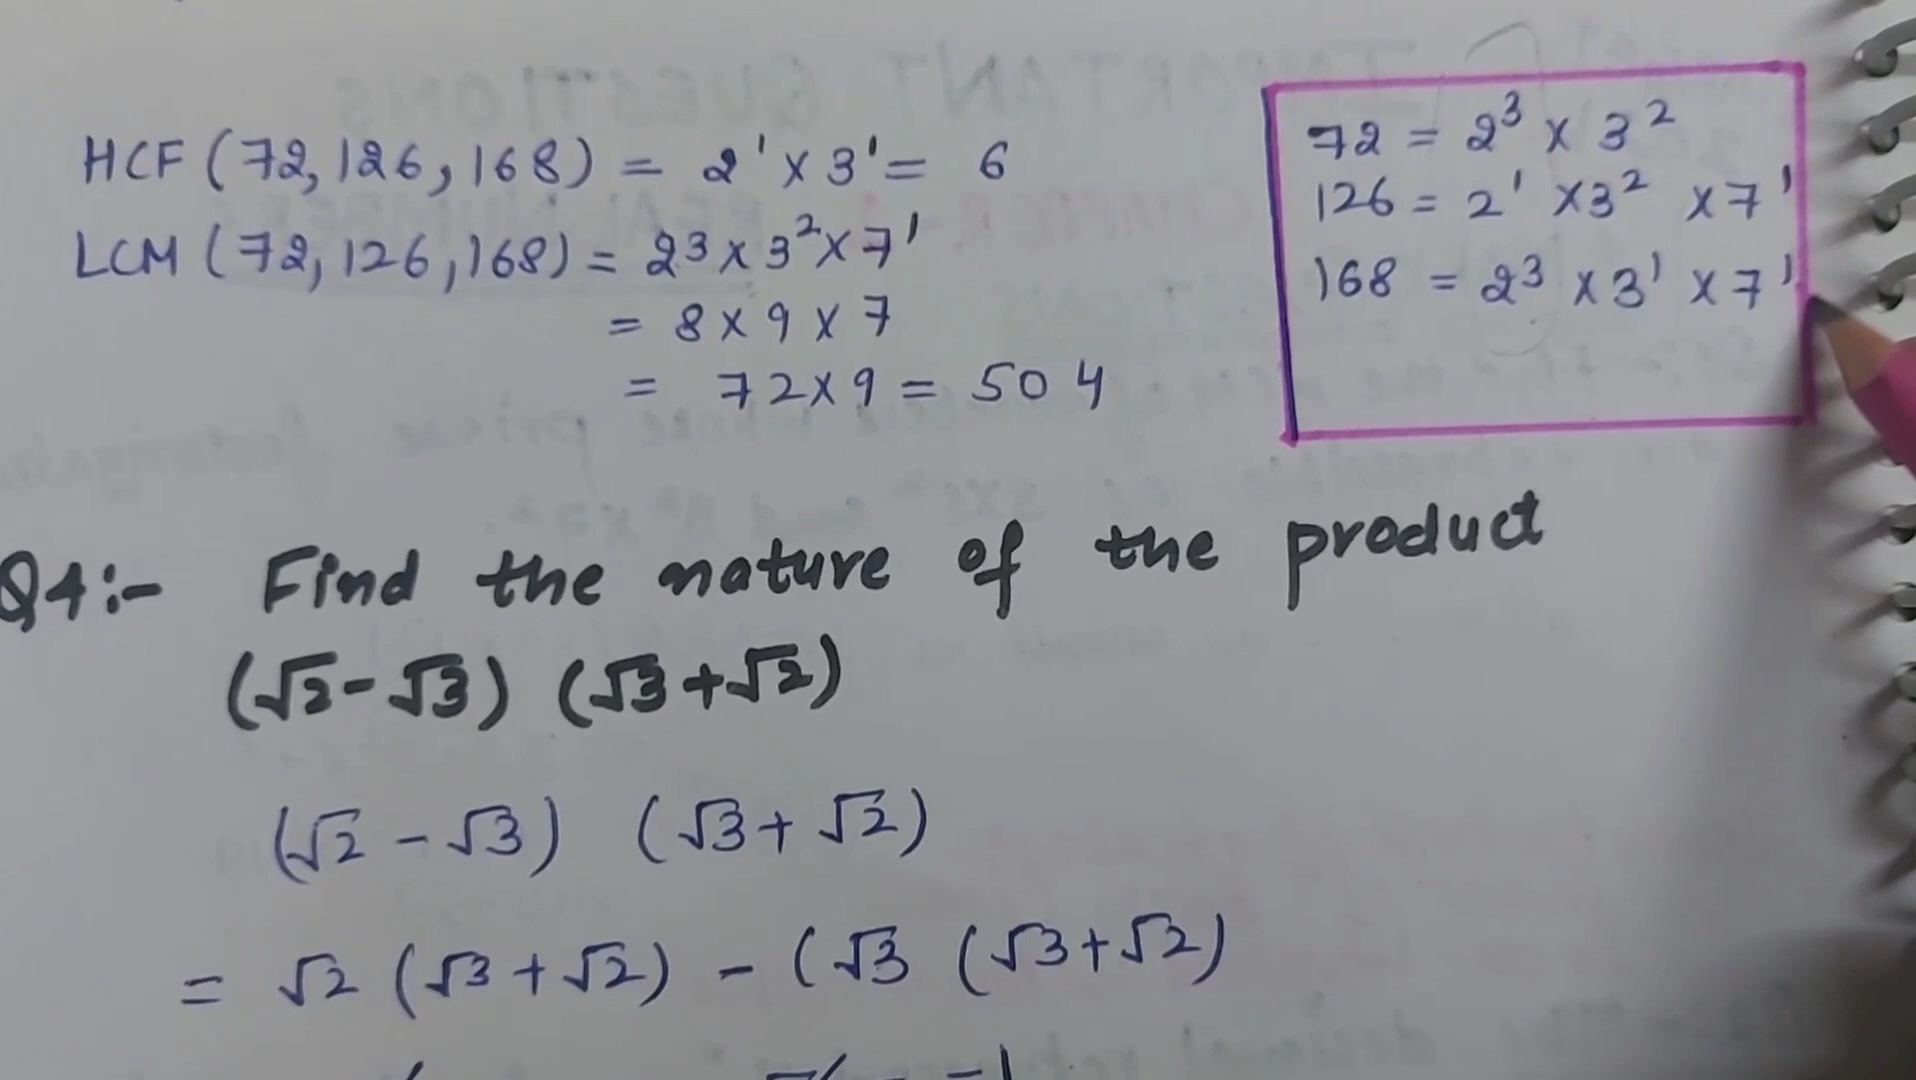 HCF (72, 126, 168) = 2¹ x 3¹ = 6
LCM (72, 126, 168) = 2³ x 3² x 7¹
= 8 x 9 x 7
= 72 x 9 = 504
72 = 2³ x 3²
126 = 2¹ x 3² x 7¹
168 = 2³ x 3¹ x 7¹
Q4:- Find the nature of the product
(√2-√3) (√3+√2)
(√2 - √3) (√3 + √2)
= √2 (√3 + √2) - (√3 (√3+√2)